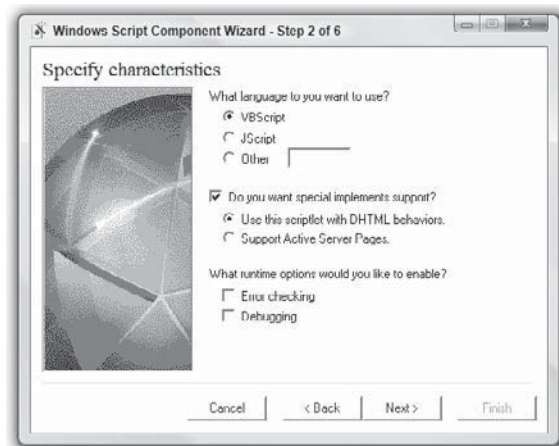 Windows Script Component Wizard - Step 2 of 6
Specify characteristics
What language to you want to use?
VBScript
JScript
Other
Do you want special implements support?
Use this scriptlet with DHTML behaviors.
Support Active Server Pages.
What runtime options would you like to enable?
Error checking
Debugging
Cancel
< Back
Next >
Finish